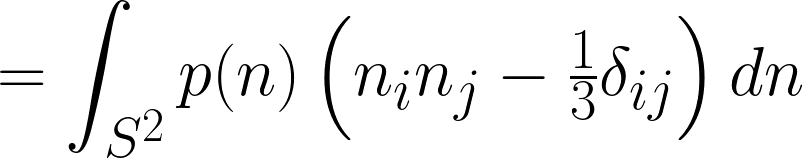 = \int_{S^2} p(n) \left( n_i n_j - \frac{1}{3} \delta_{ij} \right) dn